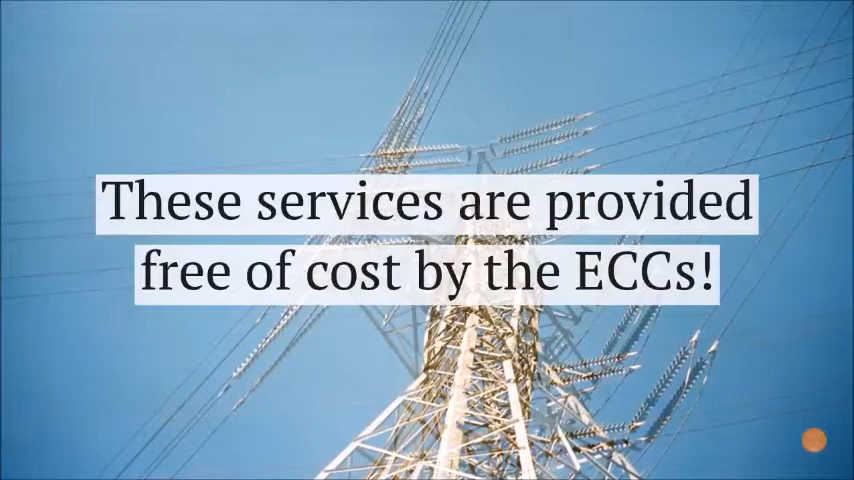 These services are provided
free of cost by the ECCs!